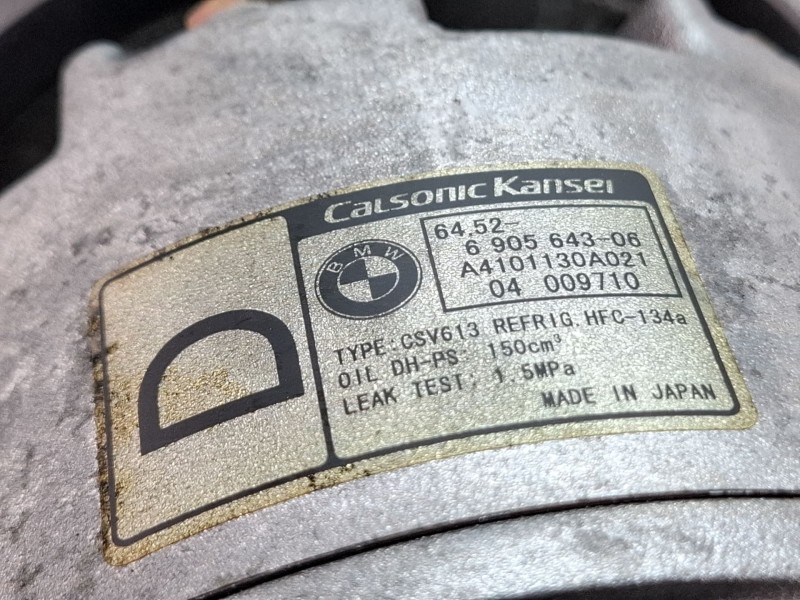 D
Calsonic Kansei
BMW
64.52-
6 905 643-06
A4101130A021
04 009710
TYPE:CSV613 REFRIG.HFC-134a
OIL DH-PS: 150cm³
LEAK TEST: 1.5MPa
MADE IN JAPAN